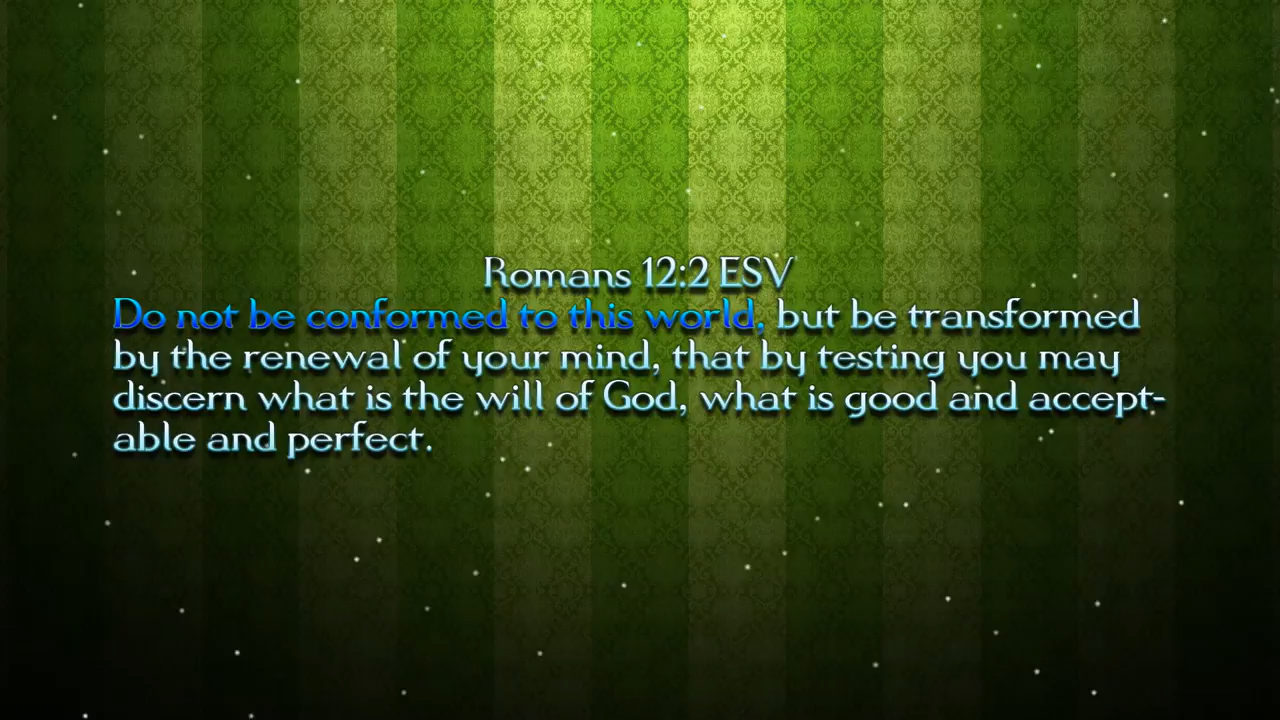 Romans 12:2 ESV
Do not be conformed to this world, but be transformed
by the renewal of your mind, that by testing you may
discern what is the will of God, what is good and accept-
able and perfect.